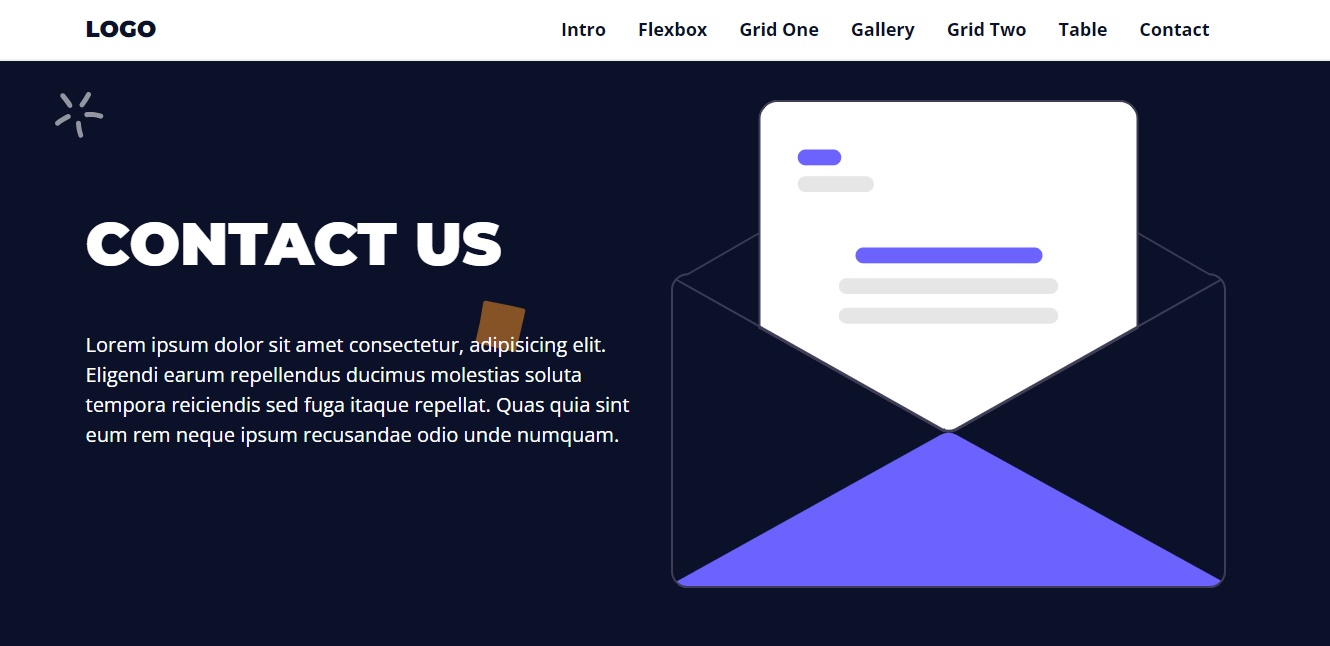 LOGO
Intro Flexbox Grid One Gallery Grid Two Table Contact
CONTACT US
Lorem ipsum dolor sit amet consectetur, adipisicing elit.
Eligendi earum repellendus ducimus molestias soluta
tempora reiciendis sed fuga itaque repellat. Quas quia sint
eum rem neque ipsum recusandae odio unde numquam.